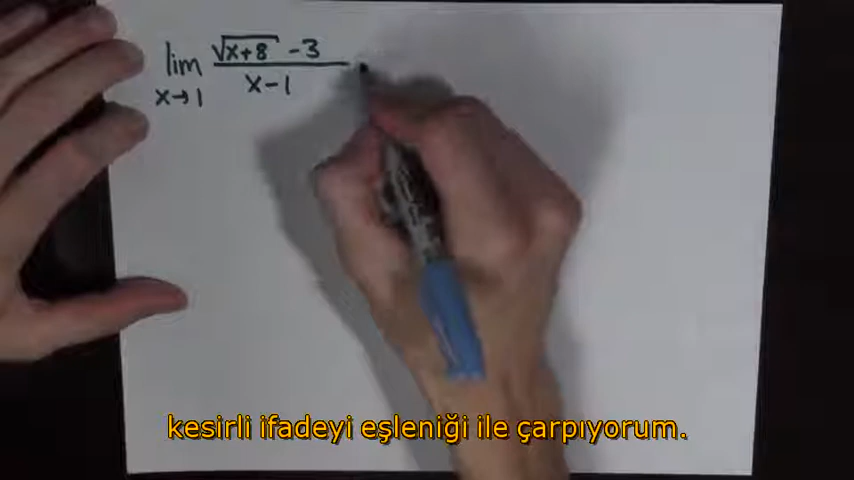 lim √x+8 - 3
x→1 x-1
kesirli ifadeyi eşleniği ile çarpıyorum.